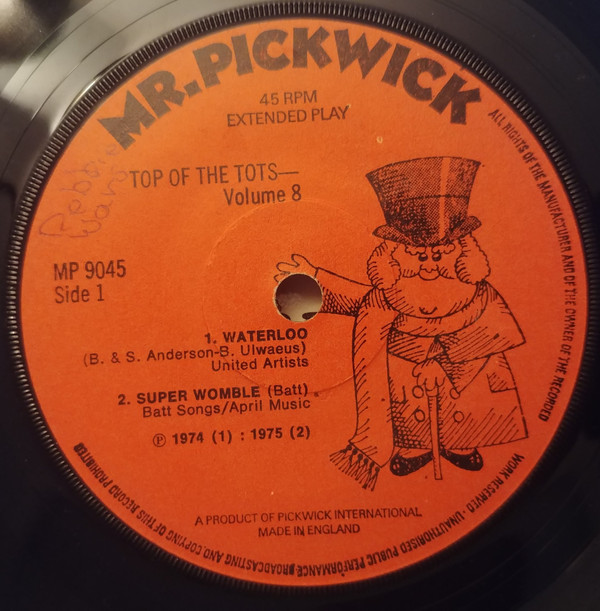 MR. PICKWICK
45 RPM
EXTENDED PLAY
TOP OF THE TOTS—
Volume 8
Robbie
Ward
MP 9045
Side 1
1. WATERLOO
(B. & S. Anderson-B. Ulwaeus)
United Artists
2. SUPER WOMBLE (Batt)
Batt Songs/April Music
℗ 1974 (1) : 1975 (2)
A PRODUCT OF PICKWICK INTERNATIONAL
MADE IN ENGLAND
ALL RIGHTS OF THE MANUFACTURER AND OF THE OWNER OF THE RECORDED WORK RESERVED · UNAUTHORISED PUBLIC PERFORMANCE BROADCASTING AND COPYING OF THIS RECORD PROHIBITED